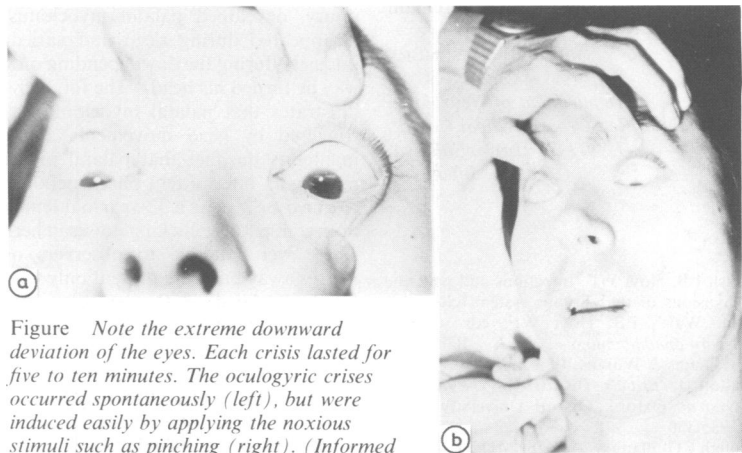 a
b
Figure Note the extreme downward
deviation of the eyes. Each crisis lasted for
five to ten minutes. The oculogyric crises
occurred spontaneously (left), but were
induced easily by applying the noxious
stimuli such as pinching (right). (Informed